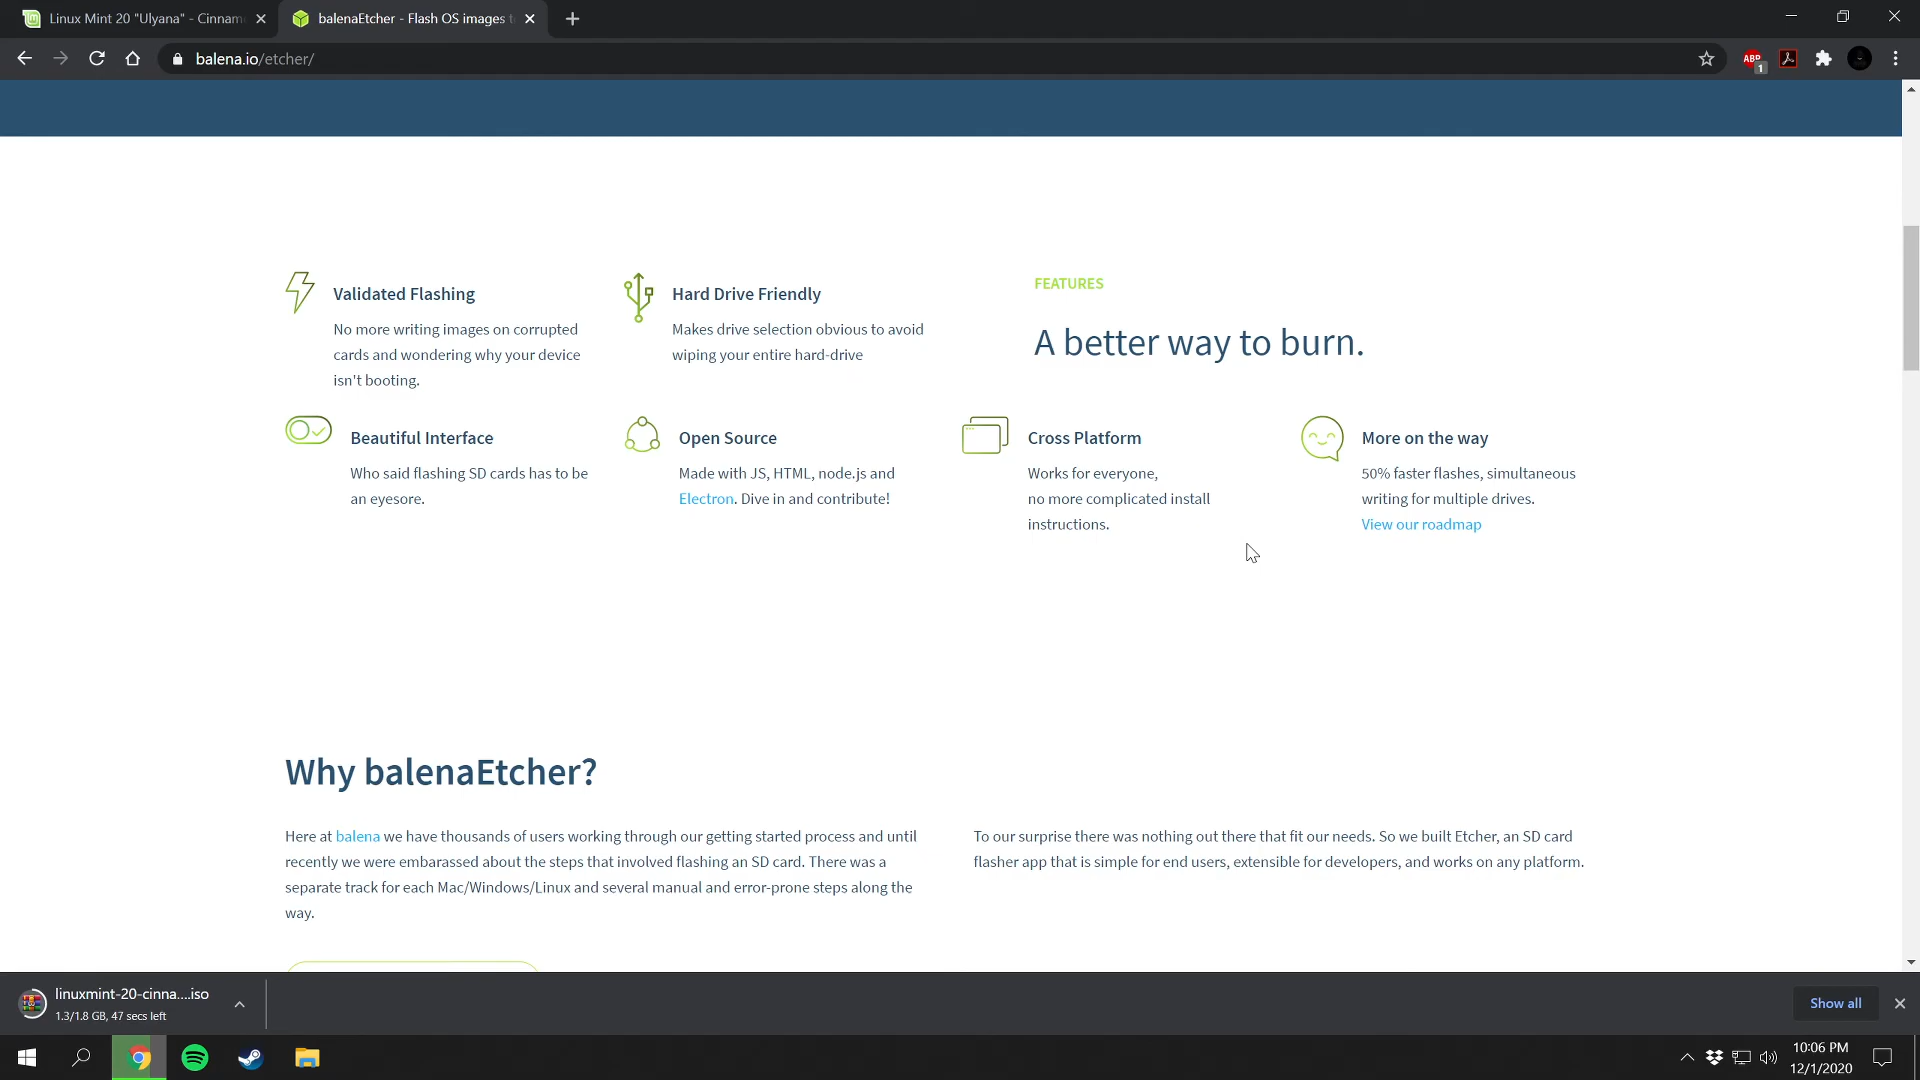 Linux Mint 20 "Ulyana" - Cinnam
balenaEtcher - Flash OS images t
balena.io/etcher/
ABP
1
Validated Flashing
No more writing images on corrupted
cards and wondering why your device
isn't booting.
Hard Drive Friendly
Makes drive selection obvious to avoid
wiping your entire hard-drive
FEATURES
A better way to burn.
Beautiful Interface
Who said flashing SD cards has to be
an eyesore.
Open Source
Made with JS, HTML, node.js and
Electron. Dive in and contribute!
Cross Platform
Works for everyone,
no more complicated install
instructions.
More on the way
50% faster flashes, simultaneous
writing for multiple drives.
View our roadmap
Why balenaEtcher?
Here at balena we have thousands of users working through our getting started process and until
recently we were embarassed about the steps that involved flashing an SD card. There was a
separate track for each Mac/Windows/Linux and several manual and error-prone steps along the
way.
To our surprise there was nothing out there that fit our needs. So we built Etcher, an SD card
flasher app that is simple for end users, extensible for developers, and works on any platform.
linuxmint-20-cinna....iso
1.3/1.8 GB, 47 secs left
Show all
10:06 PM
12/1/2020